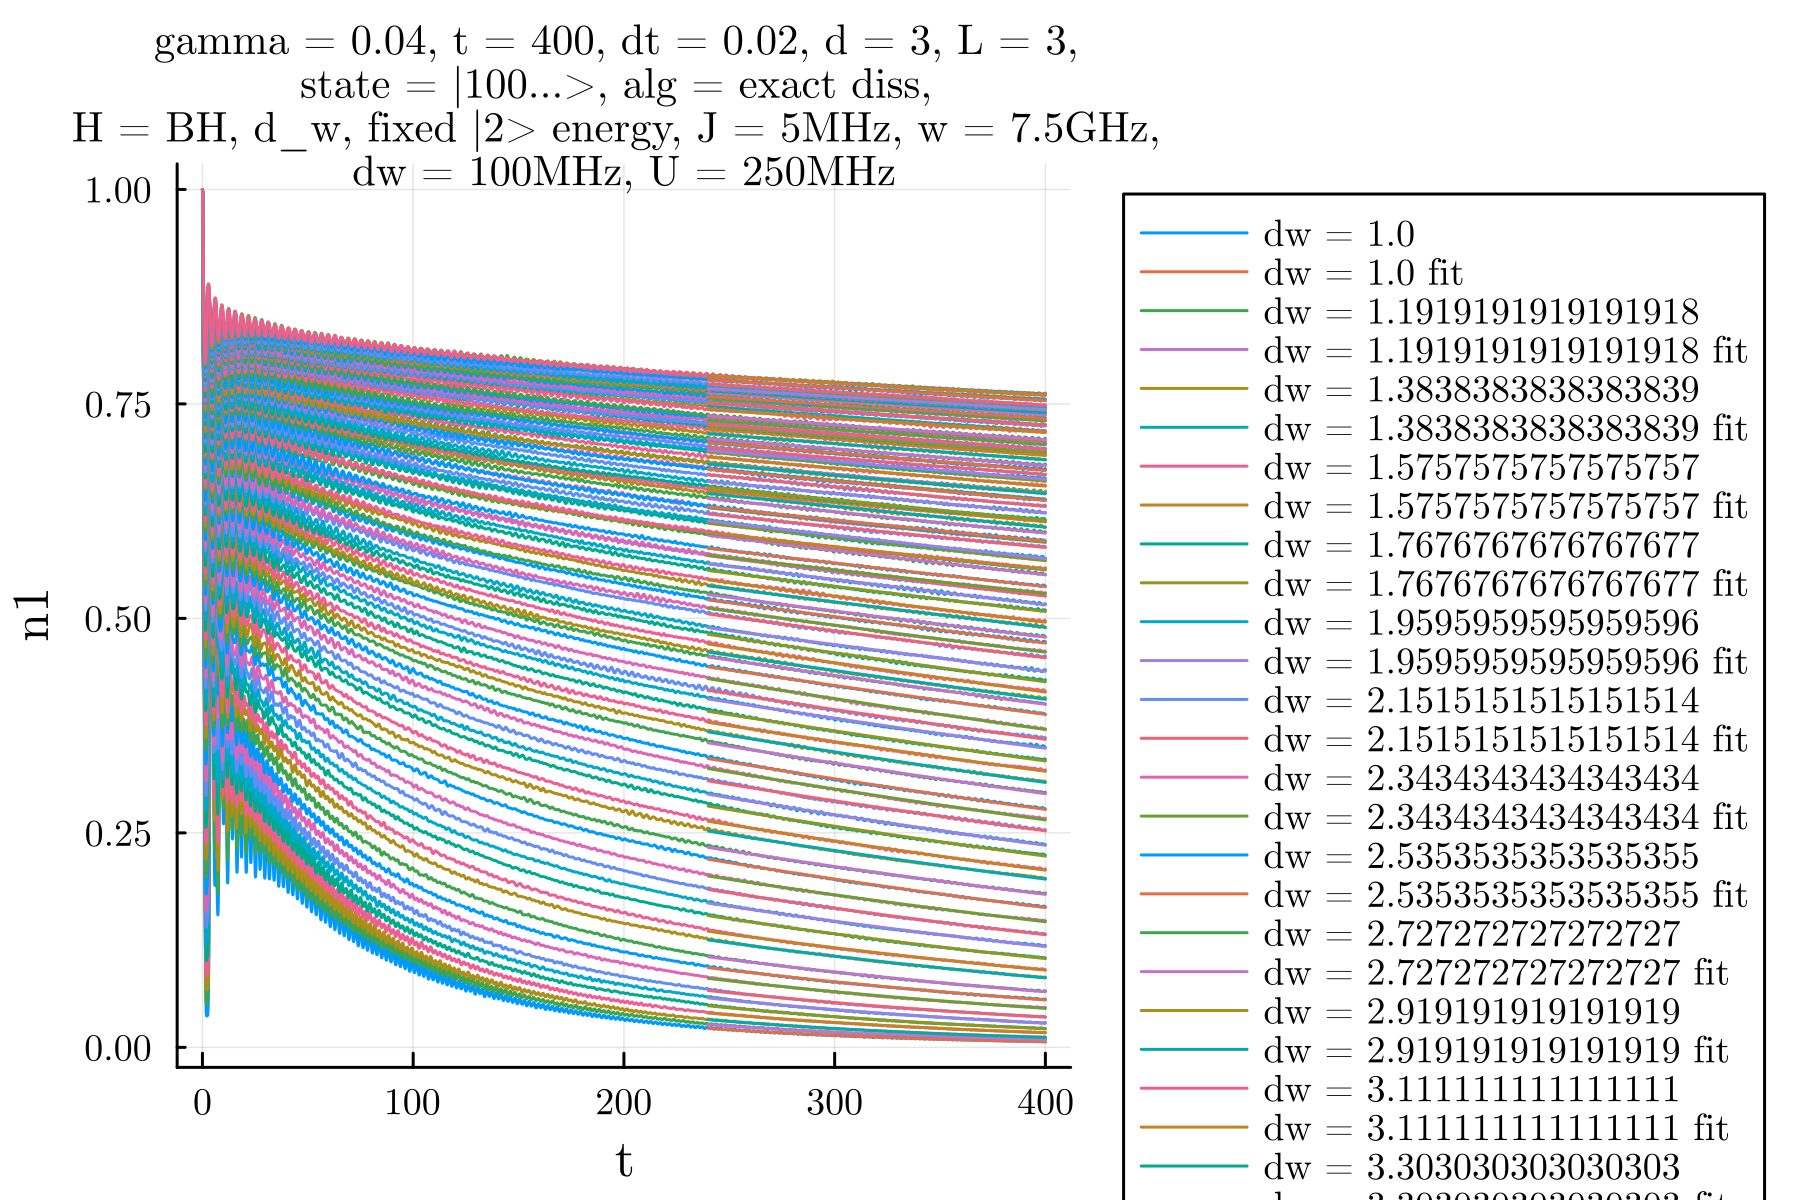 gamma = 0.04, t = 400, dt = 0.02, d = 3, L = 3,
state = |100...>, alg = exact diss,
H = BH, d_w, fixed |2> energy, J = 5MHz, w = 7.5GHz,
dw = 100MHz, U = 250MHz
1.00
0.75
0.50
0.25
0.00
n1
0 100 200 300 400
t
dw = 1.0
dw = 1.0 fit
dw = 1.1919191919191918
dw = 1.1919191919191918 fit
dw = 1.3838383838383839
dw = 1.3838383838383839 fit
dw = 1.5757575757575757
dw = 1.5757575757575757 fit
dw = 1.7676767676767677
dw = 1.7676767676767677 fit
dw = 1.9595959595959596
dw = 1.9595959595959596 fit
dw = 2.1515151515151514
dw = 2.1515151515151514 fit
dw = 2.3434343434343434
dw = 2.3434343434343434 fit
dw = 2.5353535353535355
dw = 2.5353535353535355 fit
dw = 2.727272727272727
dw = 2.727272727272727 fit
dw = 2.919191919191919
dw = 2.919191919191919 fit
dw = 3.111111111111111
dw = 3.111111111111111 fit
dw = 3.303030303030303